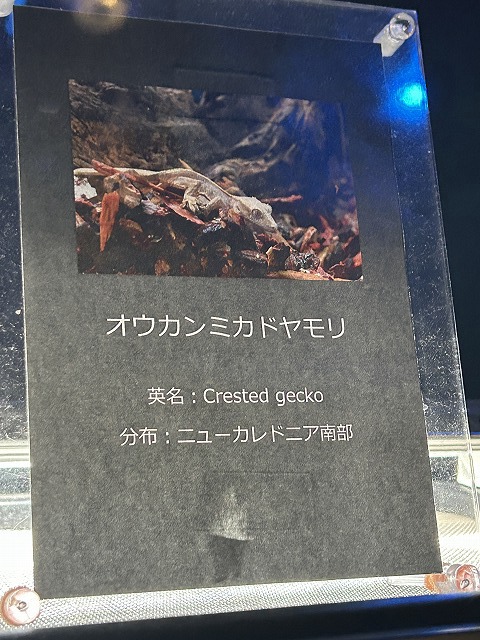 オウカンミカドヤモリ
英名：Crested gecko
分布：ニューカレドニア南部